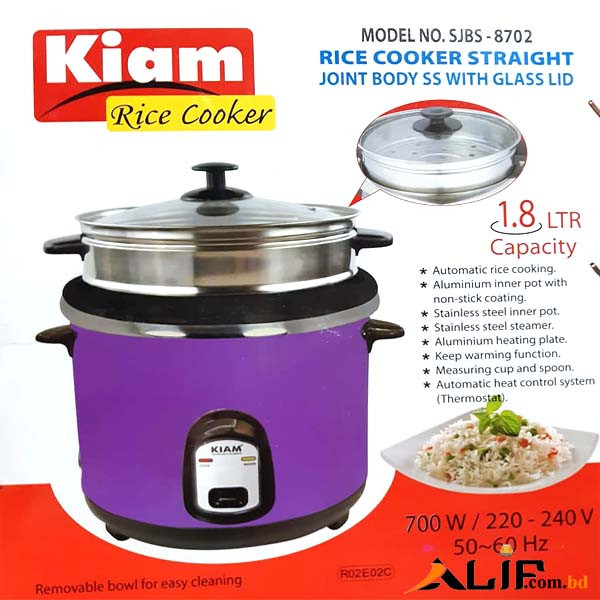 Kiam
Rice Cooker
MODEL NO. SJBS - 8702
RICE COOKER STRAIGHT
JOINT BODY SS WITH GLASS LID
1.8 LTR
Capacity
* Automatic rice cooking.
* Aluminium inner pot with
non-stick coating.
* Stainless steel inner pot.
* Stainless steel steamer.
* Aluminium heating plate.
* Keep warming function.
* Measuring cup and spoon.
* Automatic heat control system
(Thermostat).
KIAM
700 W / 220 - 240 V
50~60 Hz
R02E02C
Removable bowl for easy cleaning
ALIF.com.bd